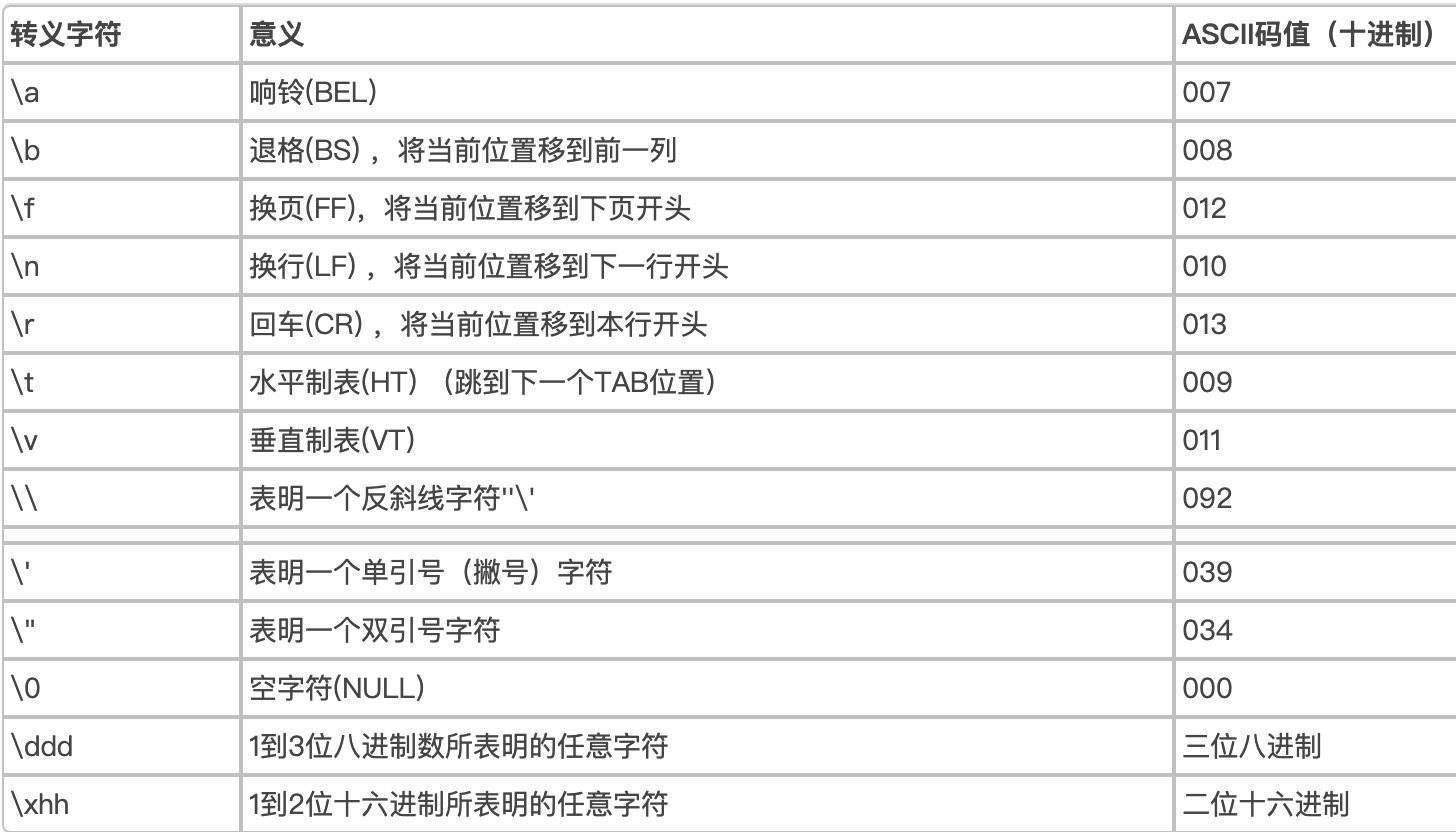 转义字符 意义 ASCII码值（十进制）
\a 响铃(BEL) 007
\b 退格(BS) ，将当前位置移到前一列 008
\f 换页(FF)，将当前位置移到下页开头 012
\n 换行(LF) ，将当前位置移到下一行开头 010
\r 回车(CR) ，将当前位置移到本行开头 013
\t 水平制表(HT) （跳到下一个TAB位置） 009
\v 垂直制表(VT) 011
\\ 表明一个反斜线字符''\' 092
\' 表明一个单引号（撇号）字符 039
\" 表明一个双引号字符 034
\0 空字符(NULL) 000
\ddd 1到3位八进制数所表明的任意字符 三位八进制
\xhh 1到2位十六进制所表明的任意字符 二位十六进制